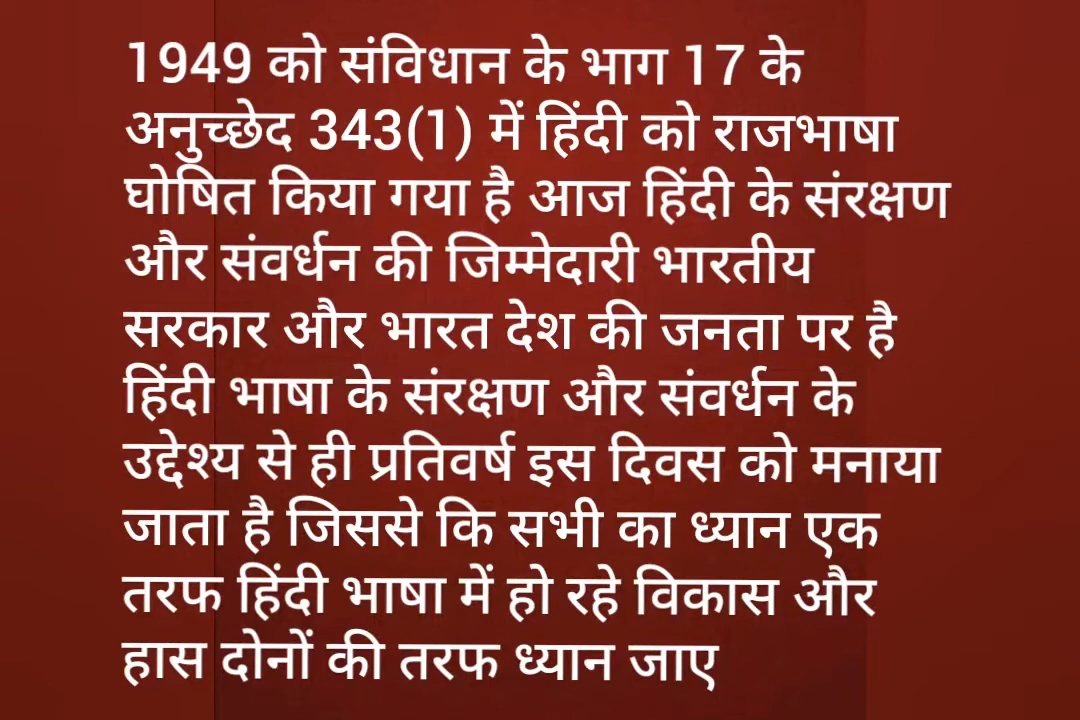 1949 को संविधान के भाग 17 के
अनुच्छेद 343(1) में हिंदी को राजभाषा
घोषित किया गया है आज हिंदी के संरक्षण
और संवर्धन की जिम्मेदारी भारतीय
सरकार और भारत देश की जनता पर है
हिंदी भाषा के संरक्षण और संवर्धन के
उद्देश्य से ही प्रतिवर्ष इस दिवस को मनाया
जाता है जिससे कि सभी का ध्यान एक
तरफ हिंदी भाषा में हो रहे विकास और
हास दोनों की तरफ ध्यान जाए